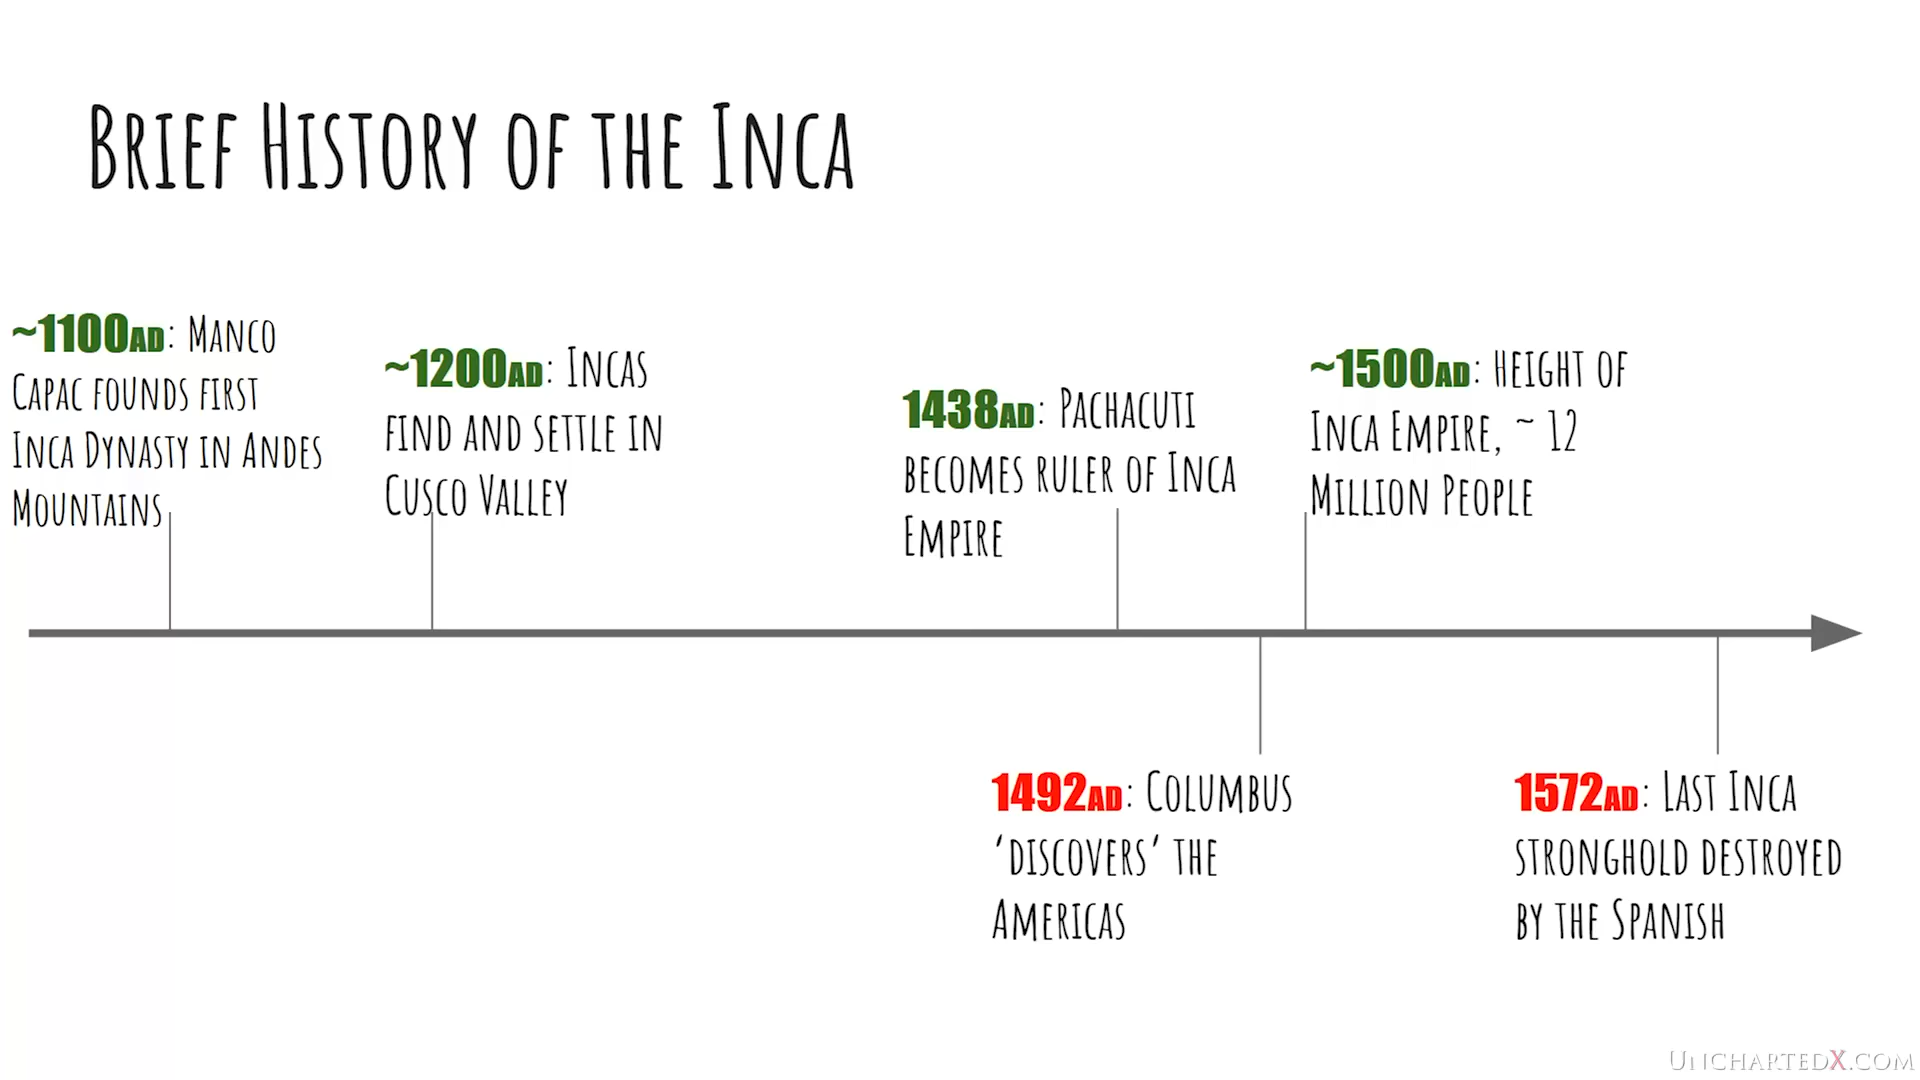 Brief History of the Inca
~1100AD: Manco
Capac founds first
Inca Dynasty in Andes
Mountains
~1200AD: Incas
find and settle in
Cusco Valley
1438AD: Pachacuti
becomes ruler of Inca
Empire
~1500AD: Height of
Inca Empire, ~ 12
Million People
1492AD: Columbus
‘discovers’ the
Americas
1572AD: Last Inca
stronghold destroyed
by the Spanish
UnchartedX.com